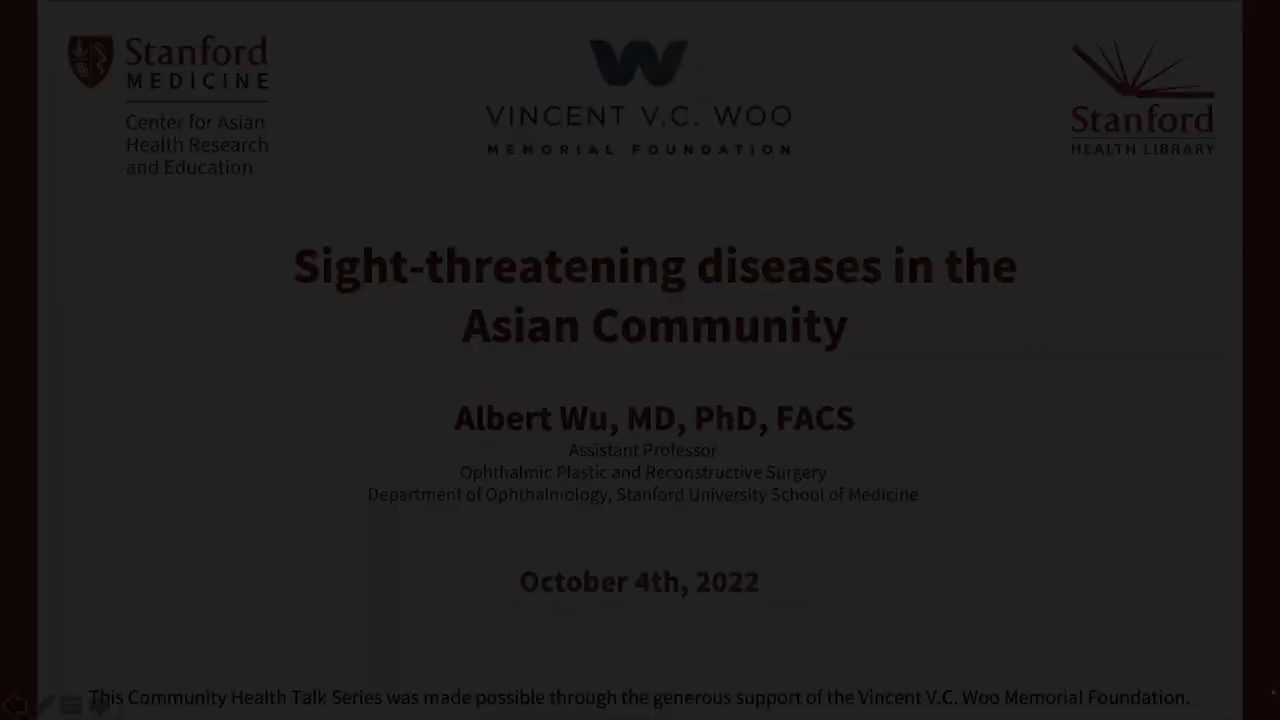 Stanford
MEDICINE
Center for Asian
Health Research
and Education
VINCENT V.C. WOO
MEMORIAL FOUNDATION
Stanford
HEALTH LIBRARY
Sight-threatening diseases in the
Asian Community
Albert Wu, MD, PhD, FACS
Assistant Professor
Ophthalmic Plastic and Reconstructive Surgery
Department of Ophthalmology, Stanford University School of Medicine
October 4th, 2022
This Community Health Talk Series was made possible through the generous support of the Vincent V.C. Woo Memorial Foundation.